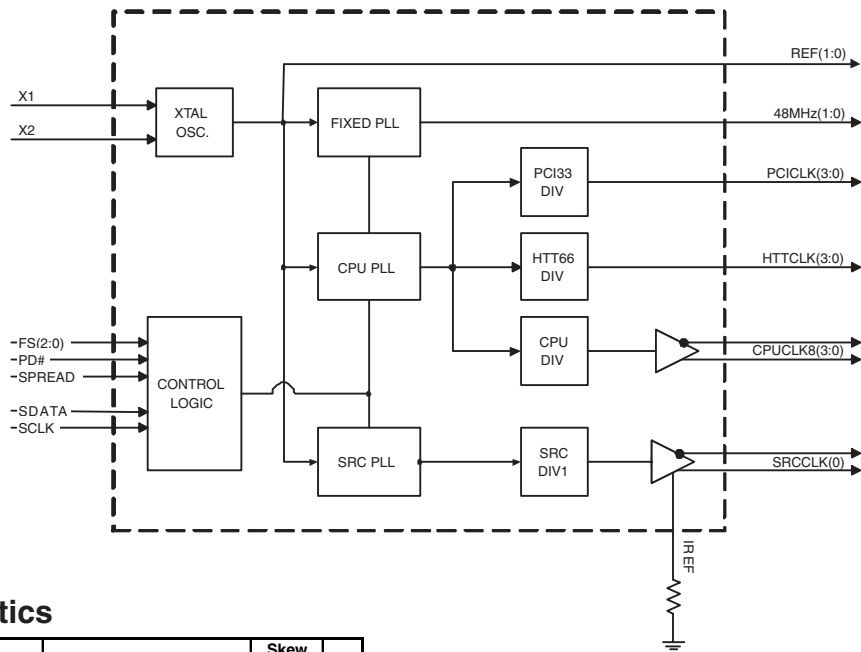 REF(1:0)
X1
XTAL
OSC.
FIXED PLL
48MHz(1:0)
X2
PCI33
DIV
PCICLK(3:0)
CPU PLL
HTT66
DIV
HTTCLK(3:0)
FS(2:0)
PD#
SPREAD
SDATA
SCLK
CONTROL
LOGIC
CPU
DIV
CPUCLK8(3:0)
SRC PLL
SRC
DIV1
SRCCLK(0)
IREF
tics
Skew